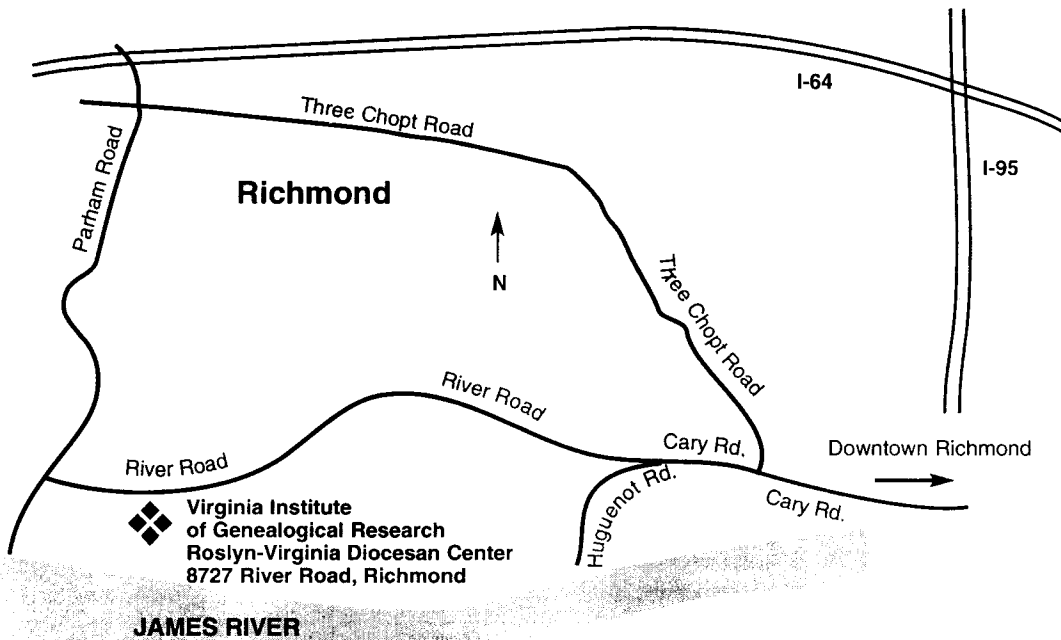 I-64
Three Chopt Road
Parham Road
I-95
Richmond
N
Three Chopt Road
River Road
Cary Rd.
Downtown Richmond
River Road
Huguenot Rd.
Cary Rd.
Virginia Institute
of Genealogical Research
Roslyn-Virginia Diocesan Center
8727 River Road, Richmond
JAMES RIVER